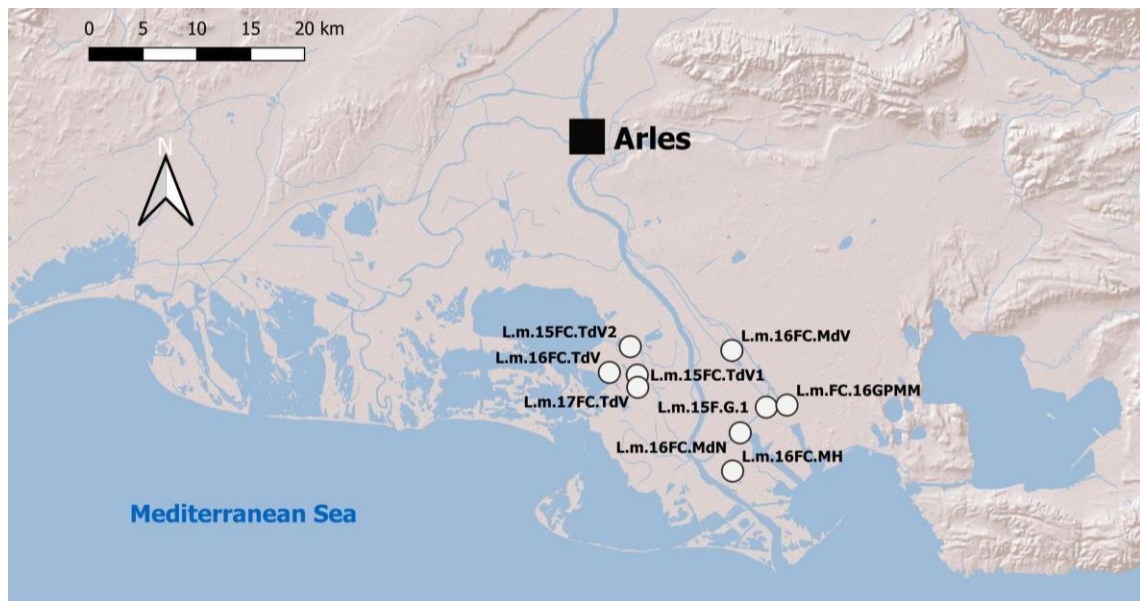 0 5 10 15 20 km
N
Arles
L.m.15FC.TdV2
L.m.16FC.MdV
L.m.16FC.TdV
L.m.15FC.TdV1
L.m.FC.16GPMM
L.m.17FC.TdV
L.m.15F.G.1
L.m.16FC.MdN
L.m.16FC.MH
Mediterranean Sea